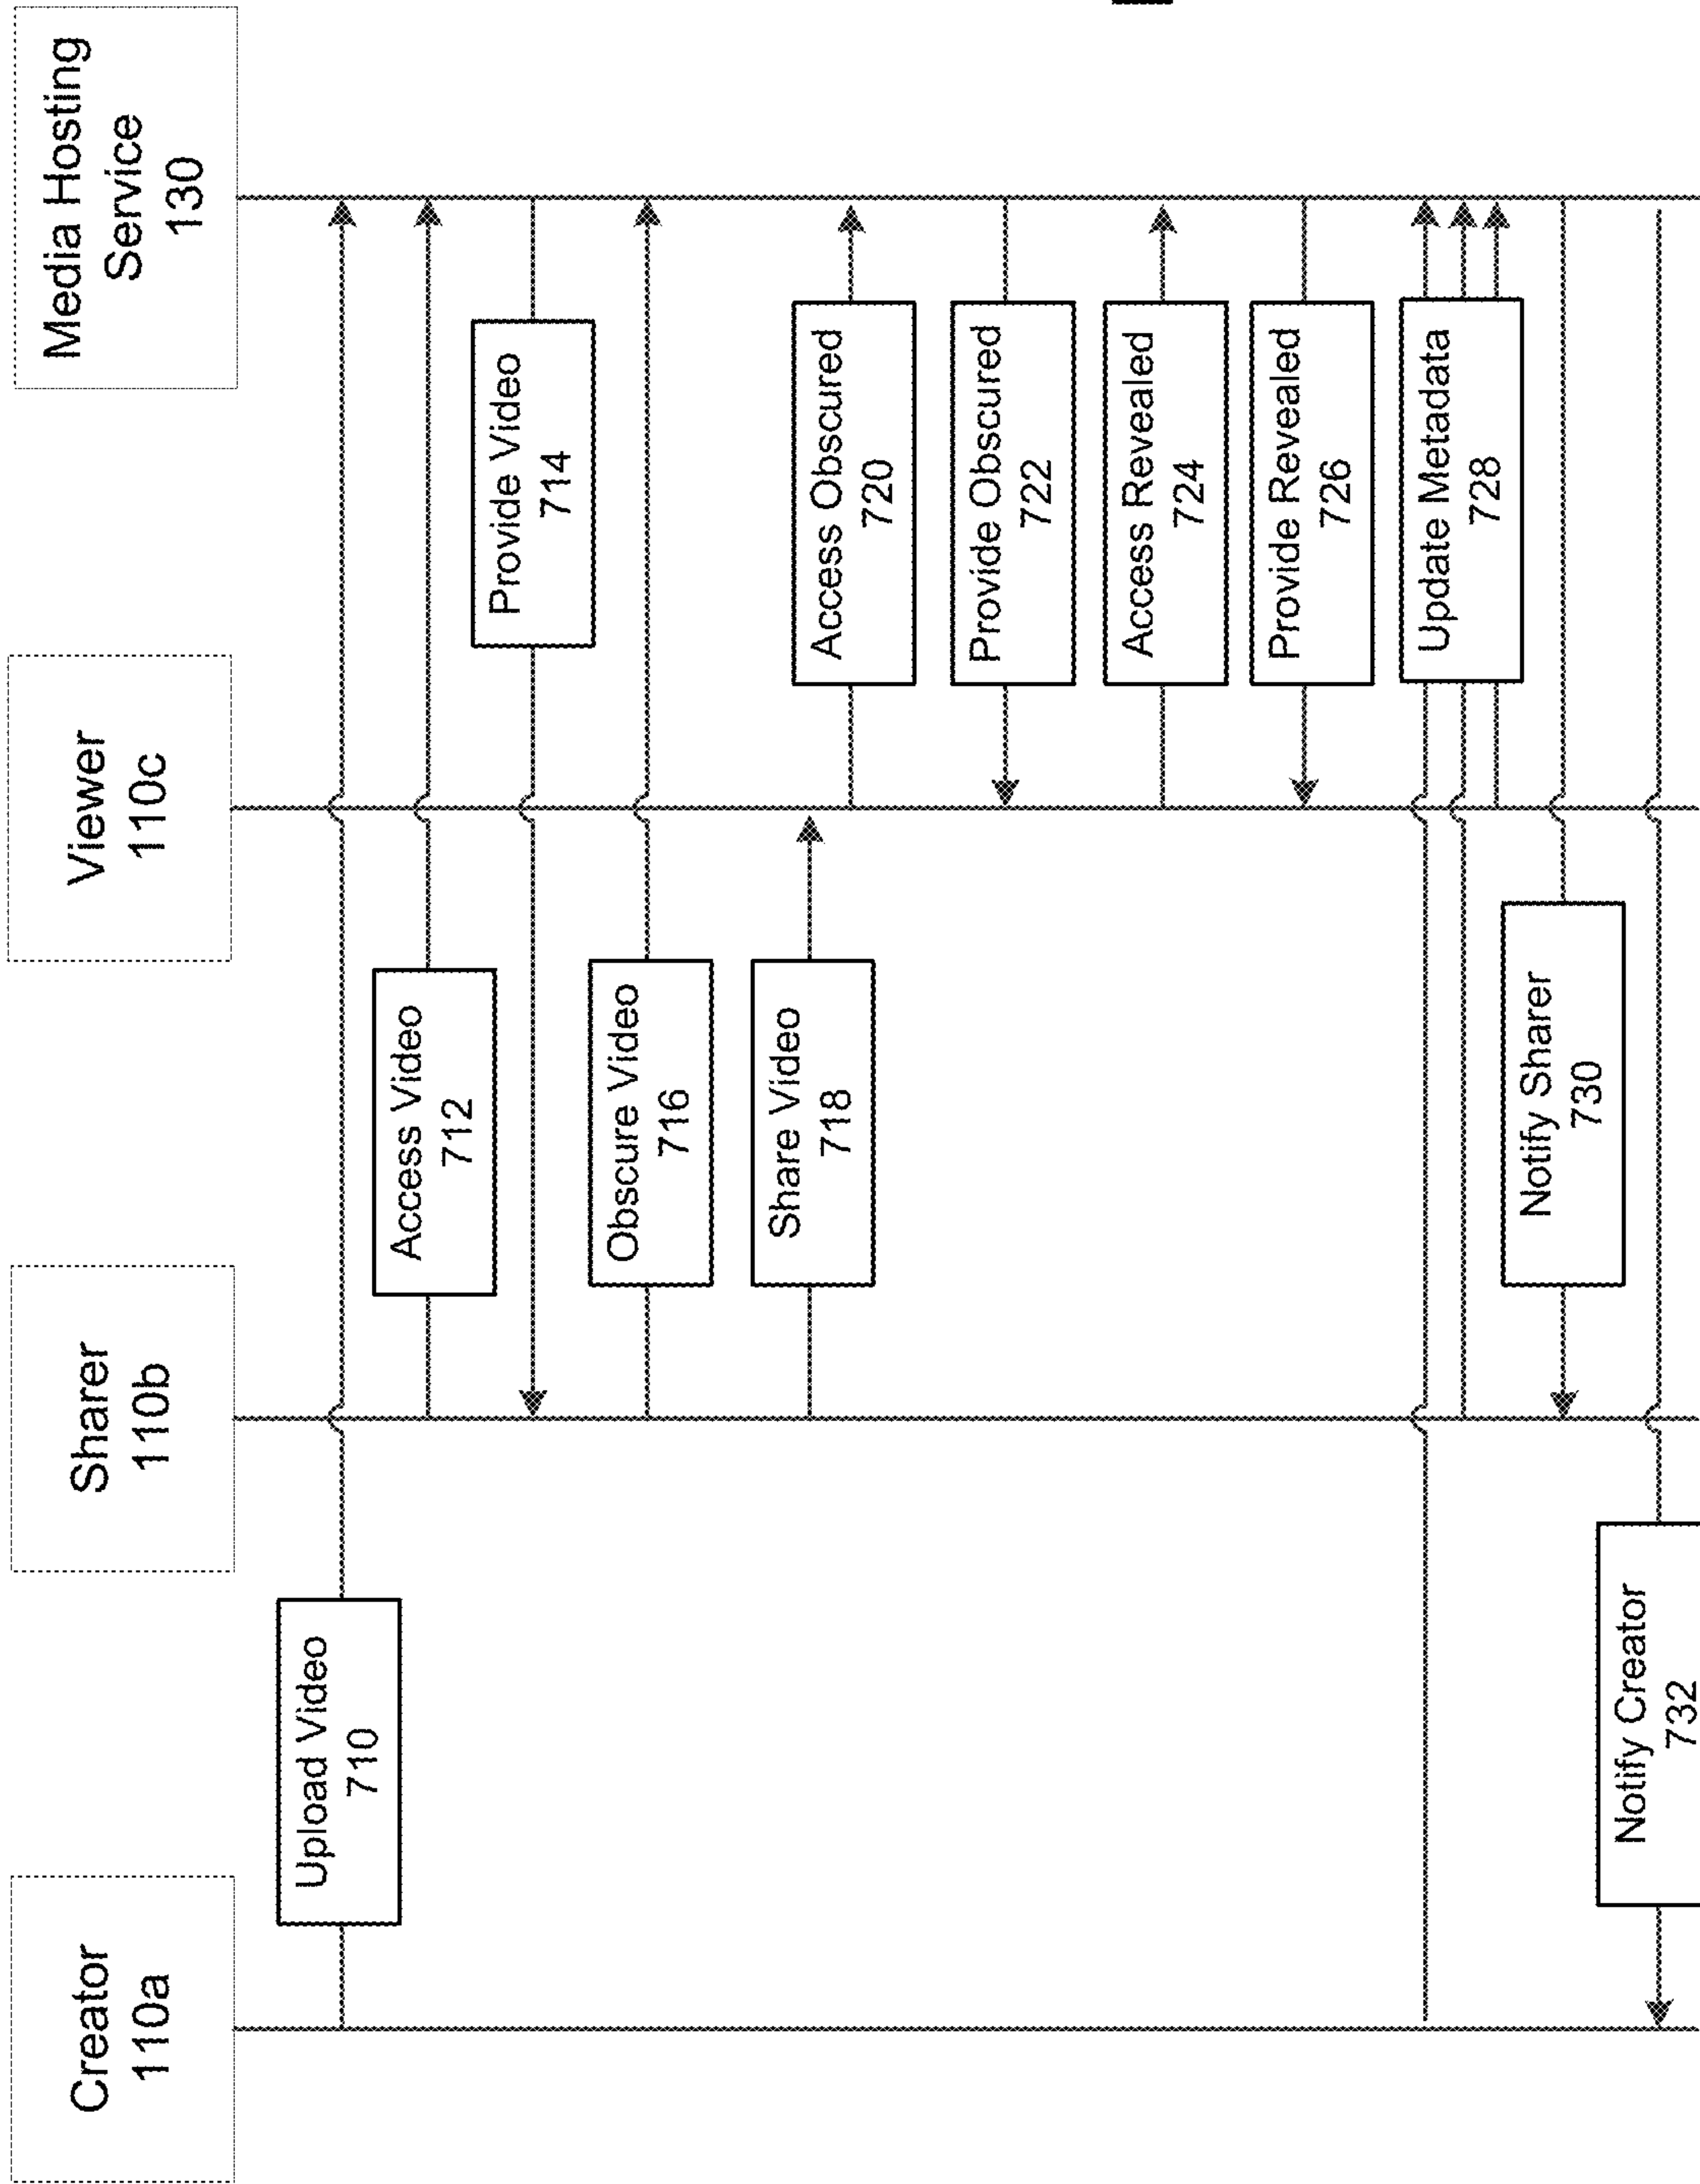 Creator
110a
Sharer
110b
Viewer
110c
Media Hosting
Service
130
Upload Video
710
Access Video
712
Provide Video
714
Obscure Video
716
Share Video
718
Access Obscured
720
Provide Obscured
722
Access Revealed
724
Provide Revealed
726
Update Metadata
728
Notify Sharer
730
Notify Creator
732